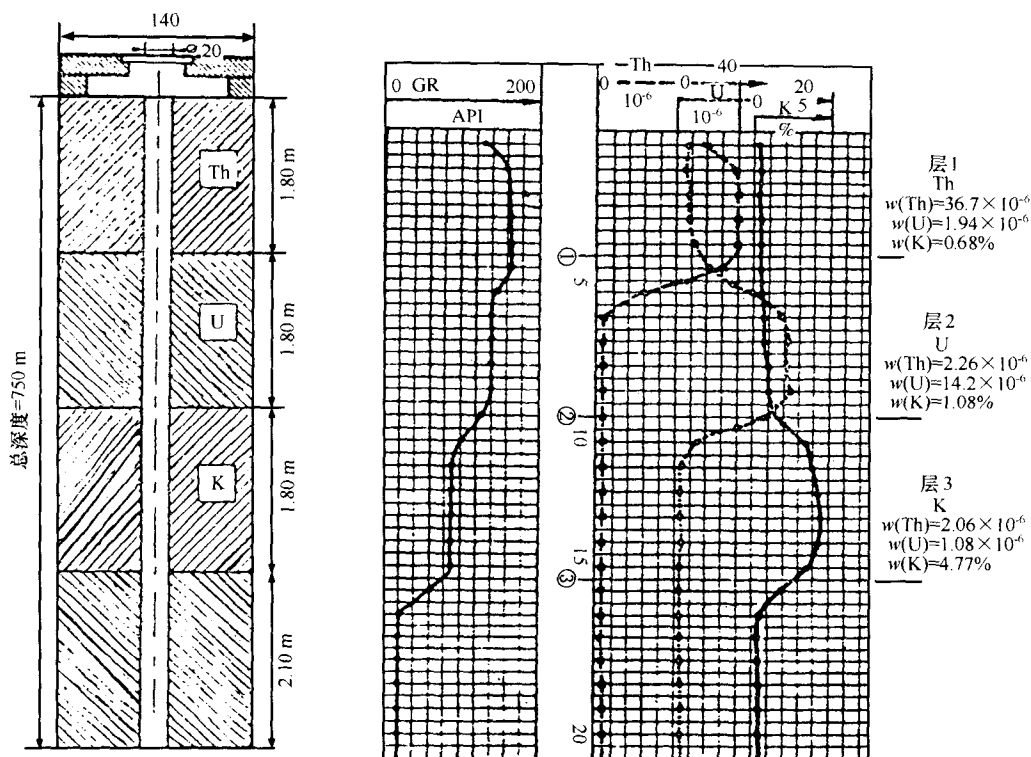 140
20
Th
1.80 m
U
1.80 m
K
1.80 m
2.10 m
总深度=750 m
0 GR 200
API
Th 40
0
10⁻⁶
0 U 20
10⁻⁶
0 K 5
%
①
5
②
10
15
③
20
层1
Th
w(Th)=36.7×10⁻⁶
w(U)=1.94×10⁻⁶
w(K)=0.68%
层2
U
w(Th)=2.26×10⁻⁶
w(U)=14.2×10⁻⁶
w(K)=1.08%
层3
K
w(Th)=2.06×10⁻⁶
w(U)=1.08×10⁻⁶
w(K)=4.77%